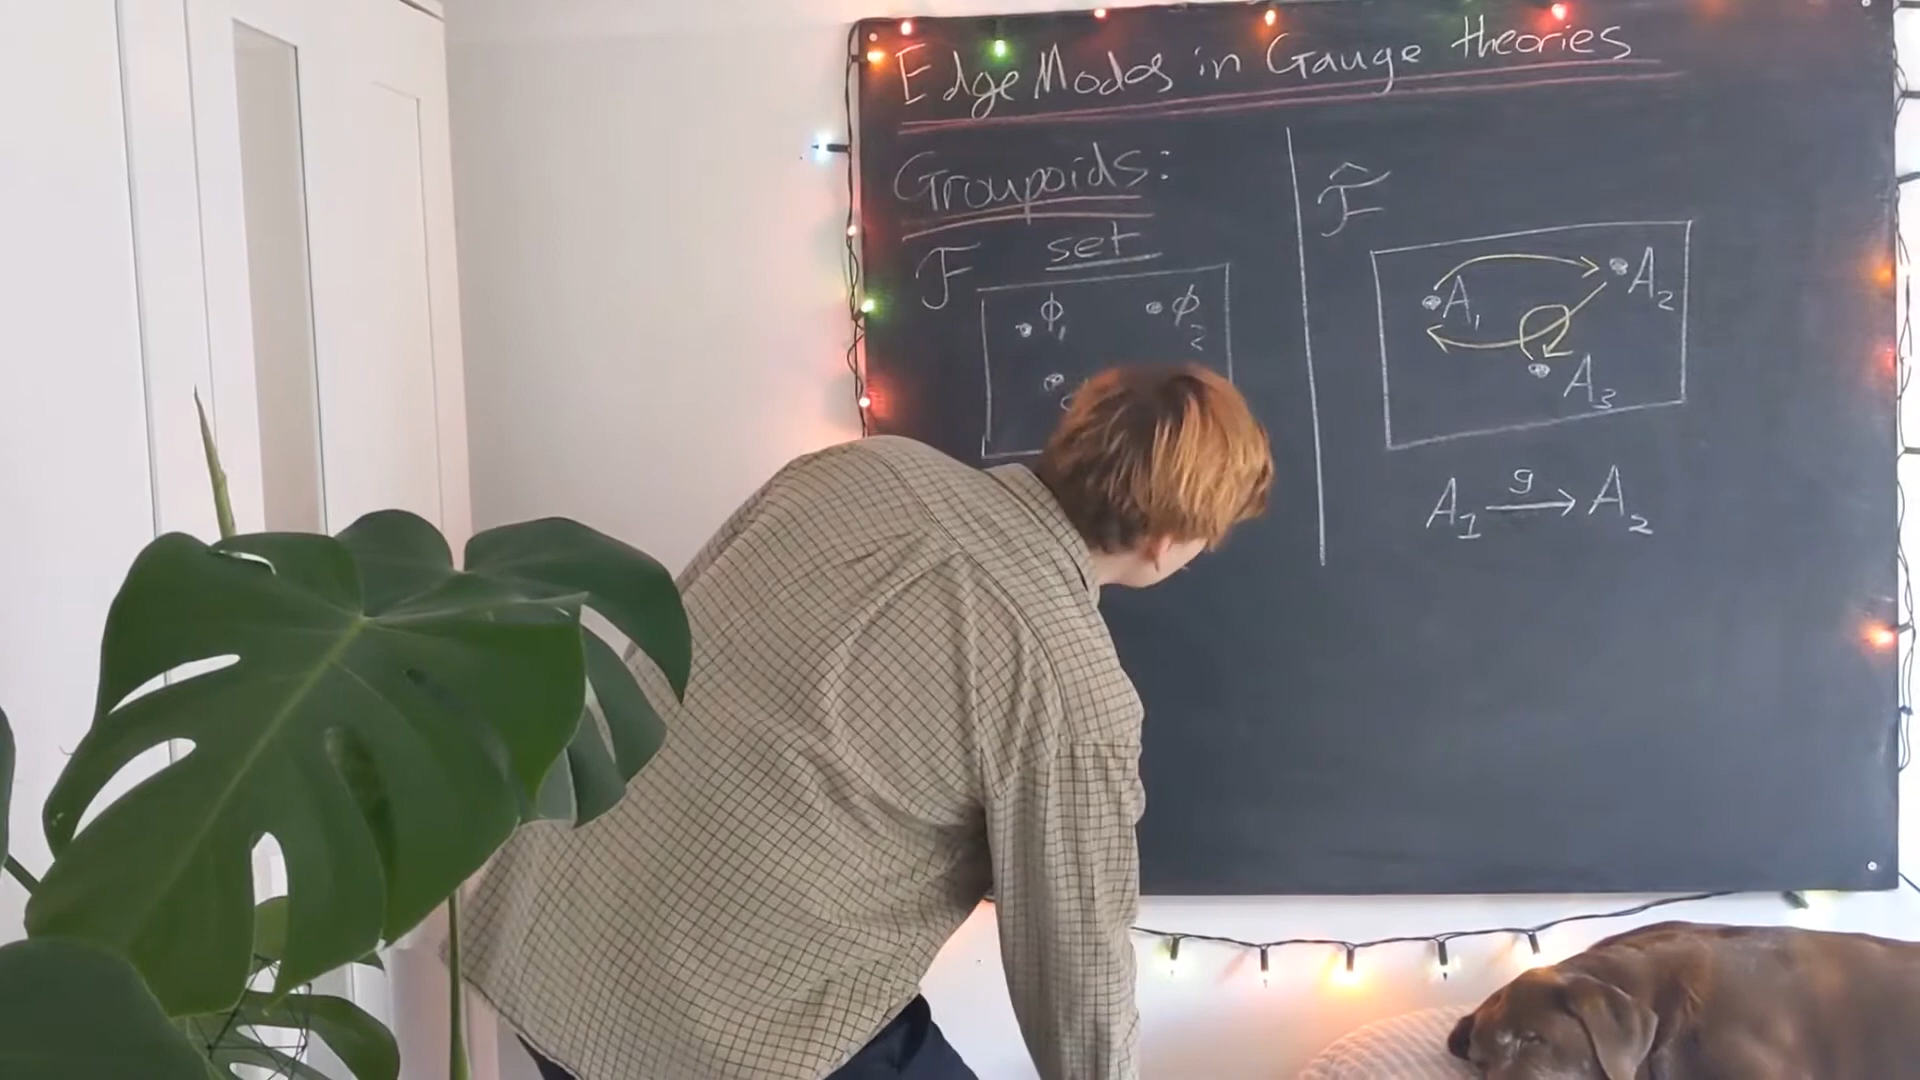 Edge Modes in Gauge theories
Groupoids:
F set
ϕ₁ ϕ₂
F̂
A₁ A₂
A₃
A₁ →ᵍ A₂